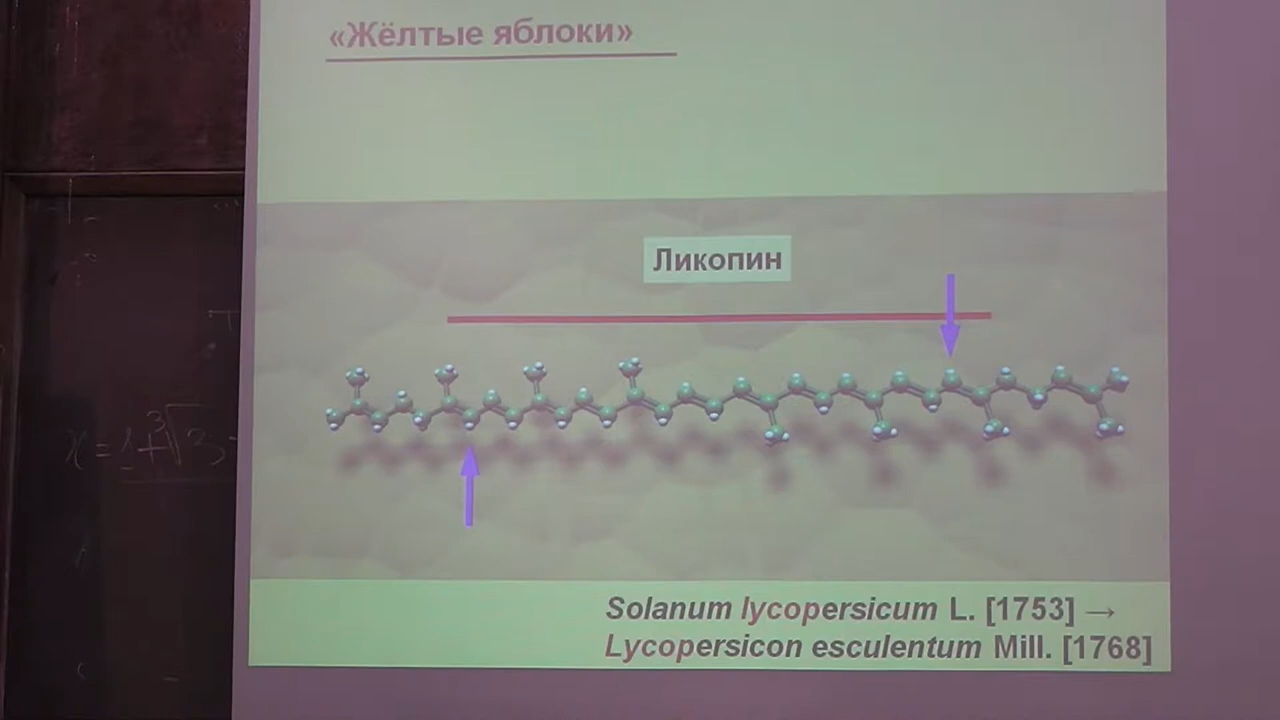 «Жёлтые яблоки»
Ликопин
Solanum lycopersicum L. [1753] →
Lycopersicon esculentum Mill. [1768]